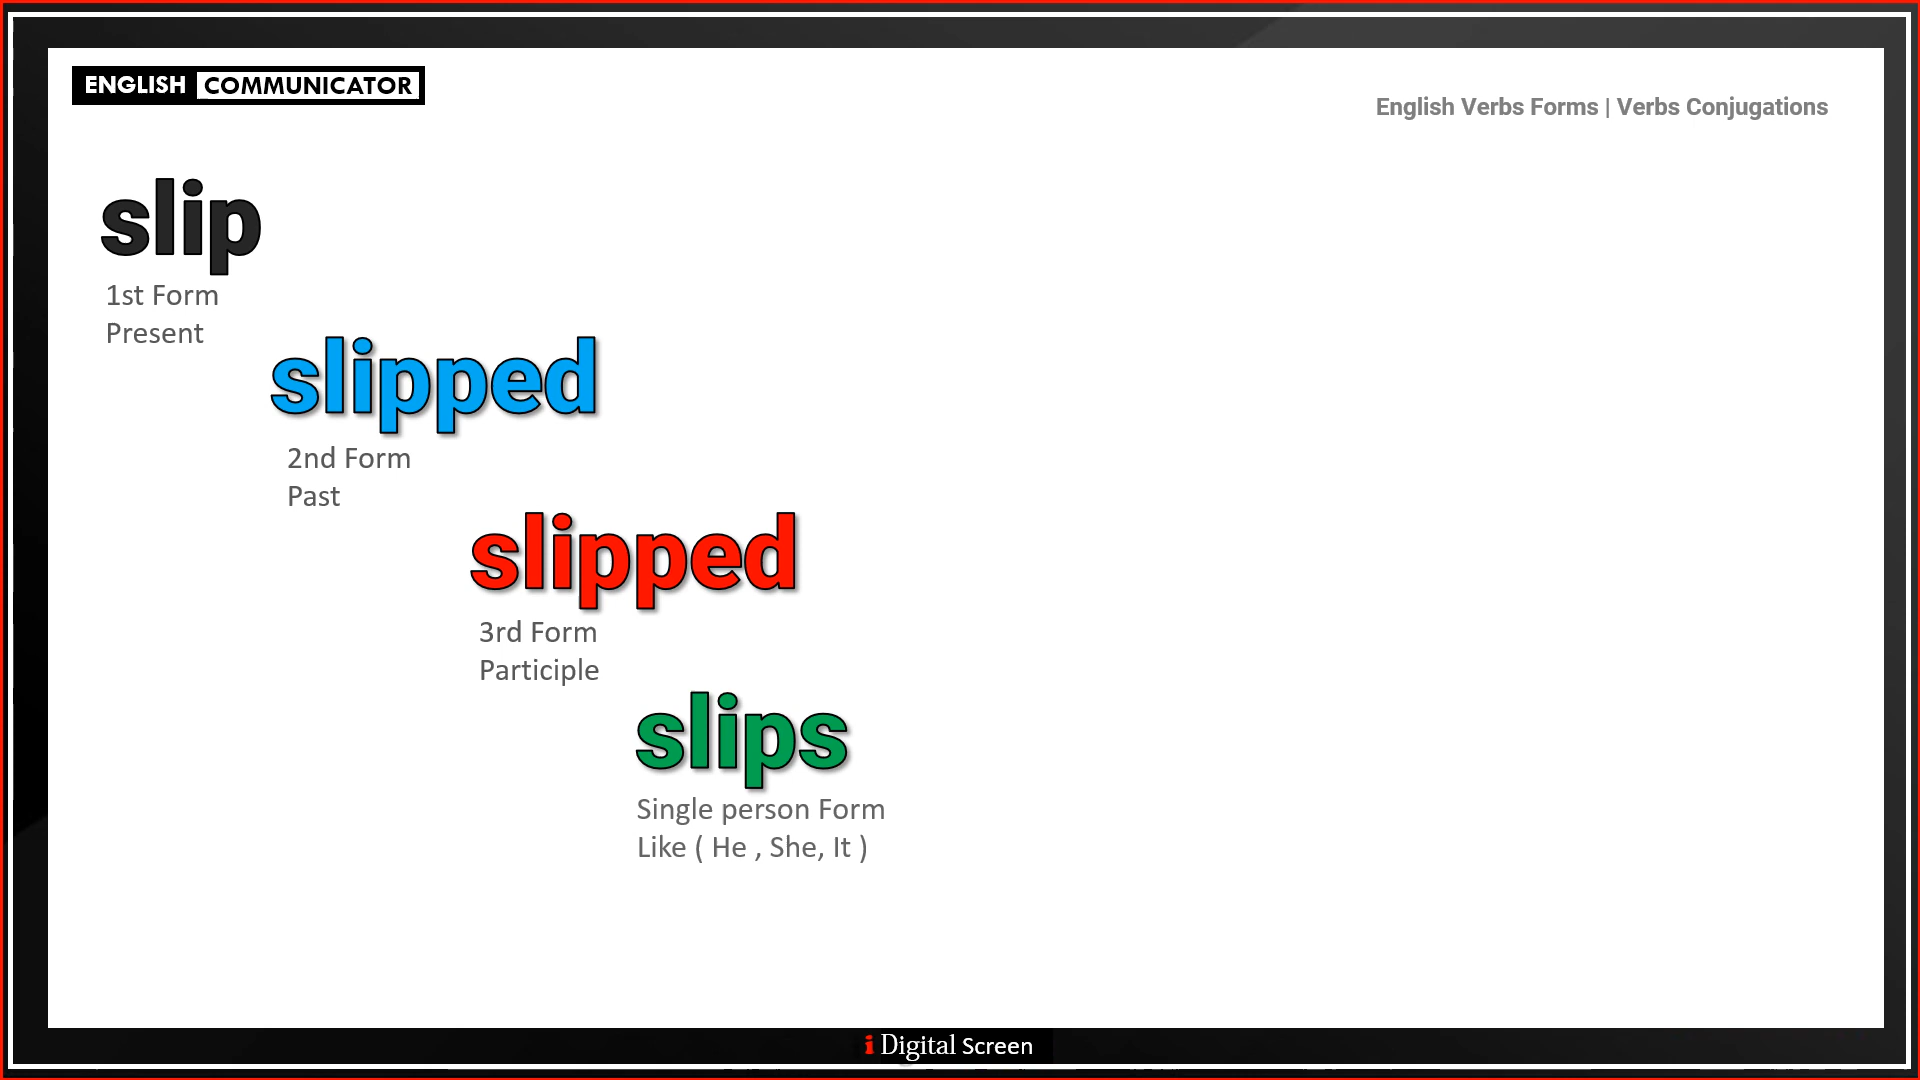 ENGLISH COMMUNICATOR
English Verbs Forms | Verbs Conjugations
slip
1st Form
Present
slipped
2nd Form
Past
slipped
3rd Form
Participle
slips
Single person Form
Like ( He , She, It )
i Digital Screen